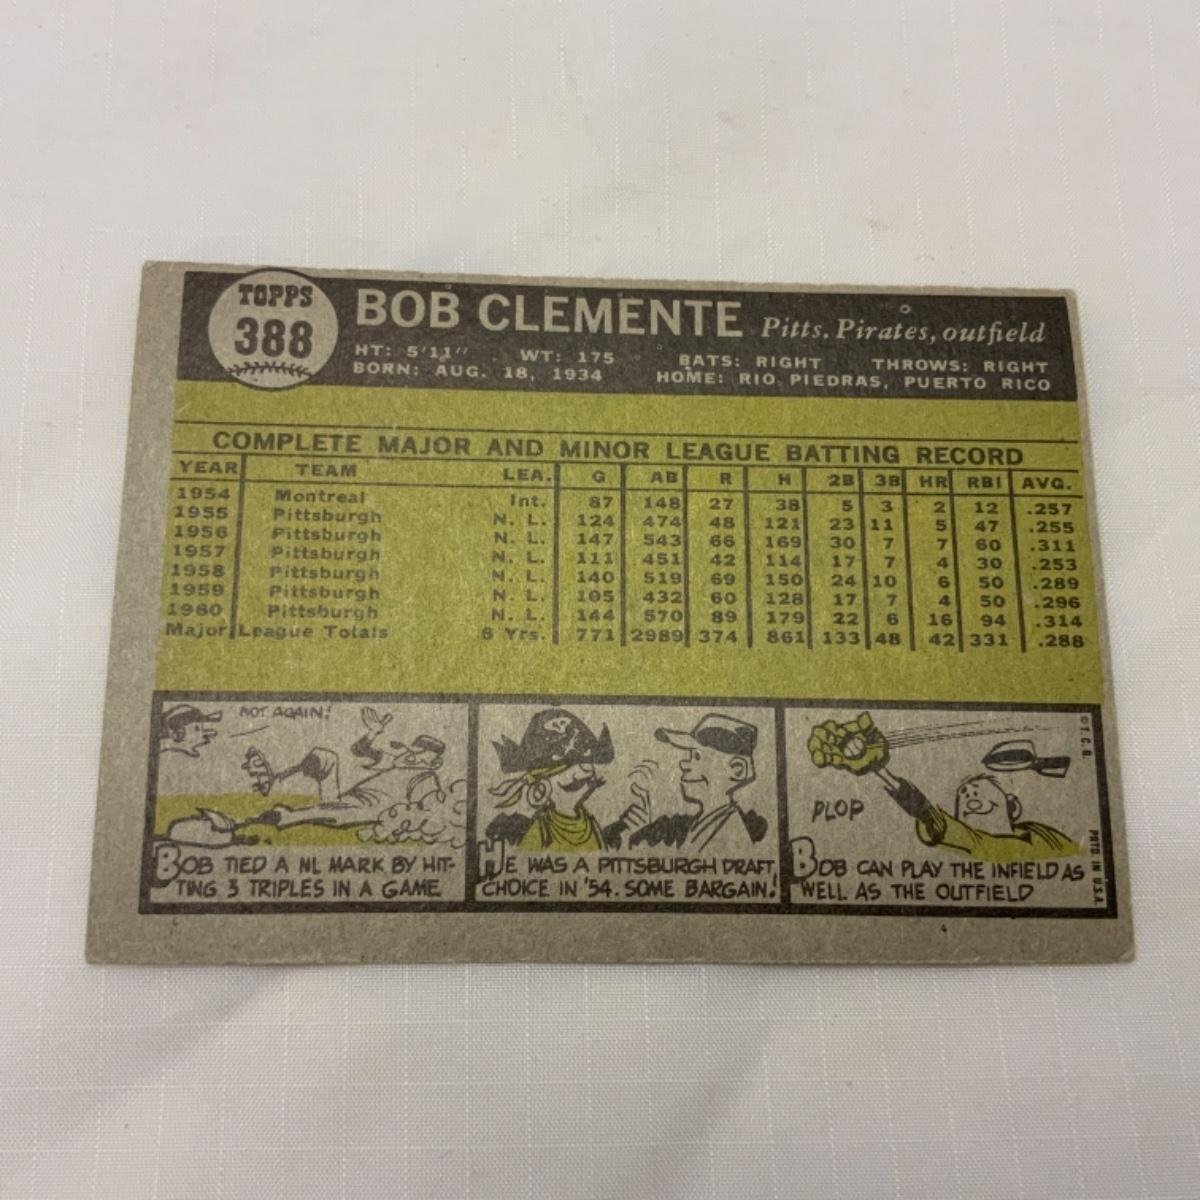 TOPPS
388
BOB CLEMENTE Pitts. Pirates, outfield
HT: 5'11" WT: 175 BATS: RIGHT THROWS: RIGHT
BORN: AUG. 18, 1934 HOME: RIO PIEDRAS, PUERTO RICO
COMPLETE MAJOR AND MINOR LEAGUE BATTING RECORD
YEAR TEAM LEA. G AB R H 2B 3B HR RBI AVG.
1954 Montreal Int. 87 148 27 38 5 3 2 12 .257
1955 Pittsburgh N. L. 124 474 48 121 23 11 5 47 .255
1956 Pittsburgh N. L. 147 543 66 169 30 7 7 60 .311
1957 Pittsburgh N. L. 111 451 42 114 17 7 4 30 .253
1958 Pittsburgh N. L. 140 519 69 150 24 10 6 50 .289
1959 Pittsburgh N. L. 105 432 60 128 17 7 4 50 .296
1960 Pittsburgh N. L. 144 570 89 179 22 6 16 94 .314
Major League Totals 6 Yrs. 771 2989 374 861 133 48 42 331 .288
NOT AGAIN!
BOB TIED A NL MARK BY HIT-
TING 3 TRIPLES IN A GAME
HE WAS A PITTSBURGH DRAFT
CHOICE IN '54. SOME BARGAIN!
PLOP
BOB CAN PLAY THE INFIELD AS
WELL AS THE OUTFIELD
© T.C.G.
PRTD IN U.S.A.